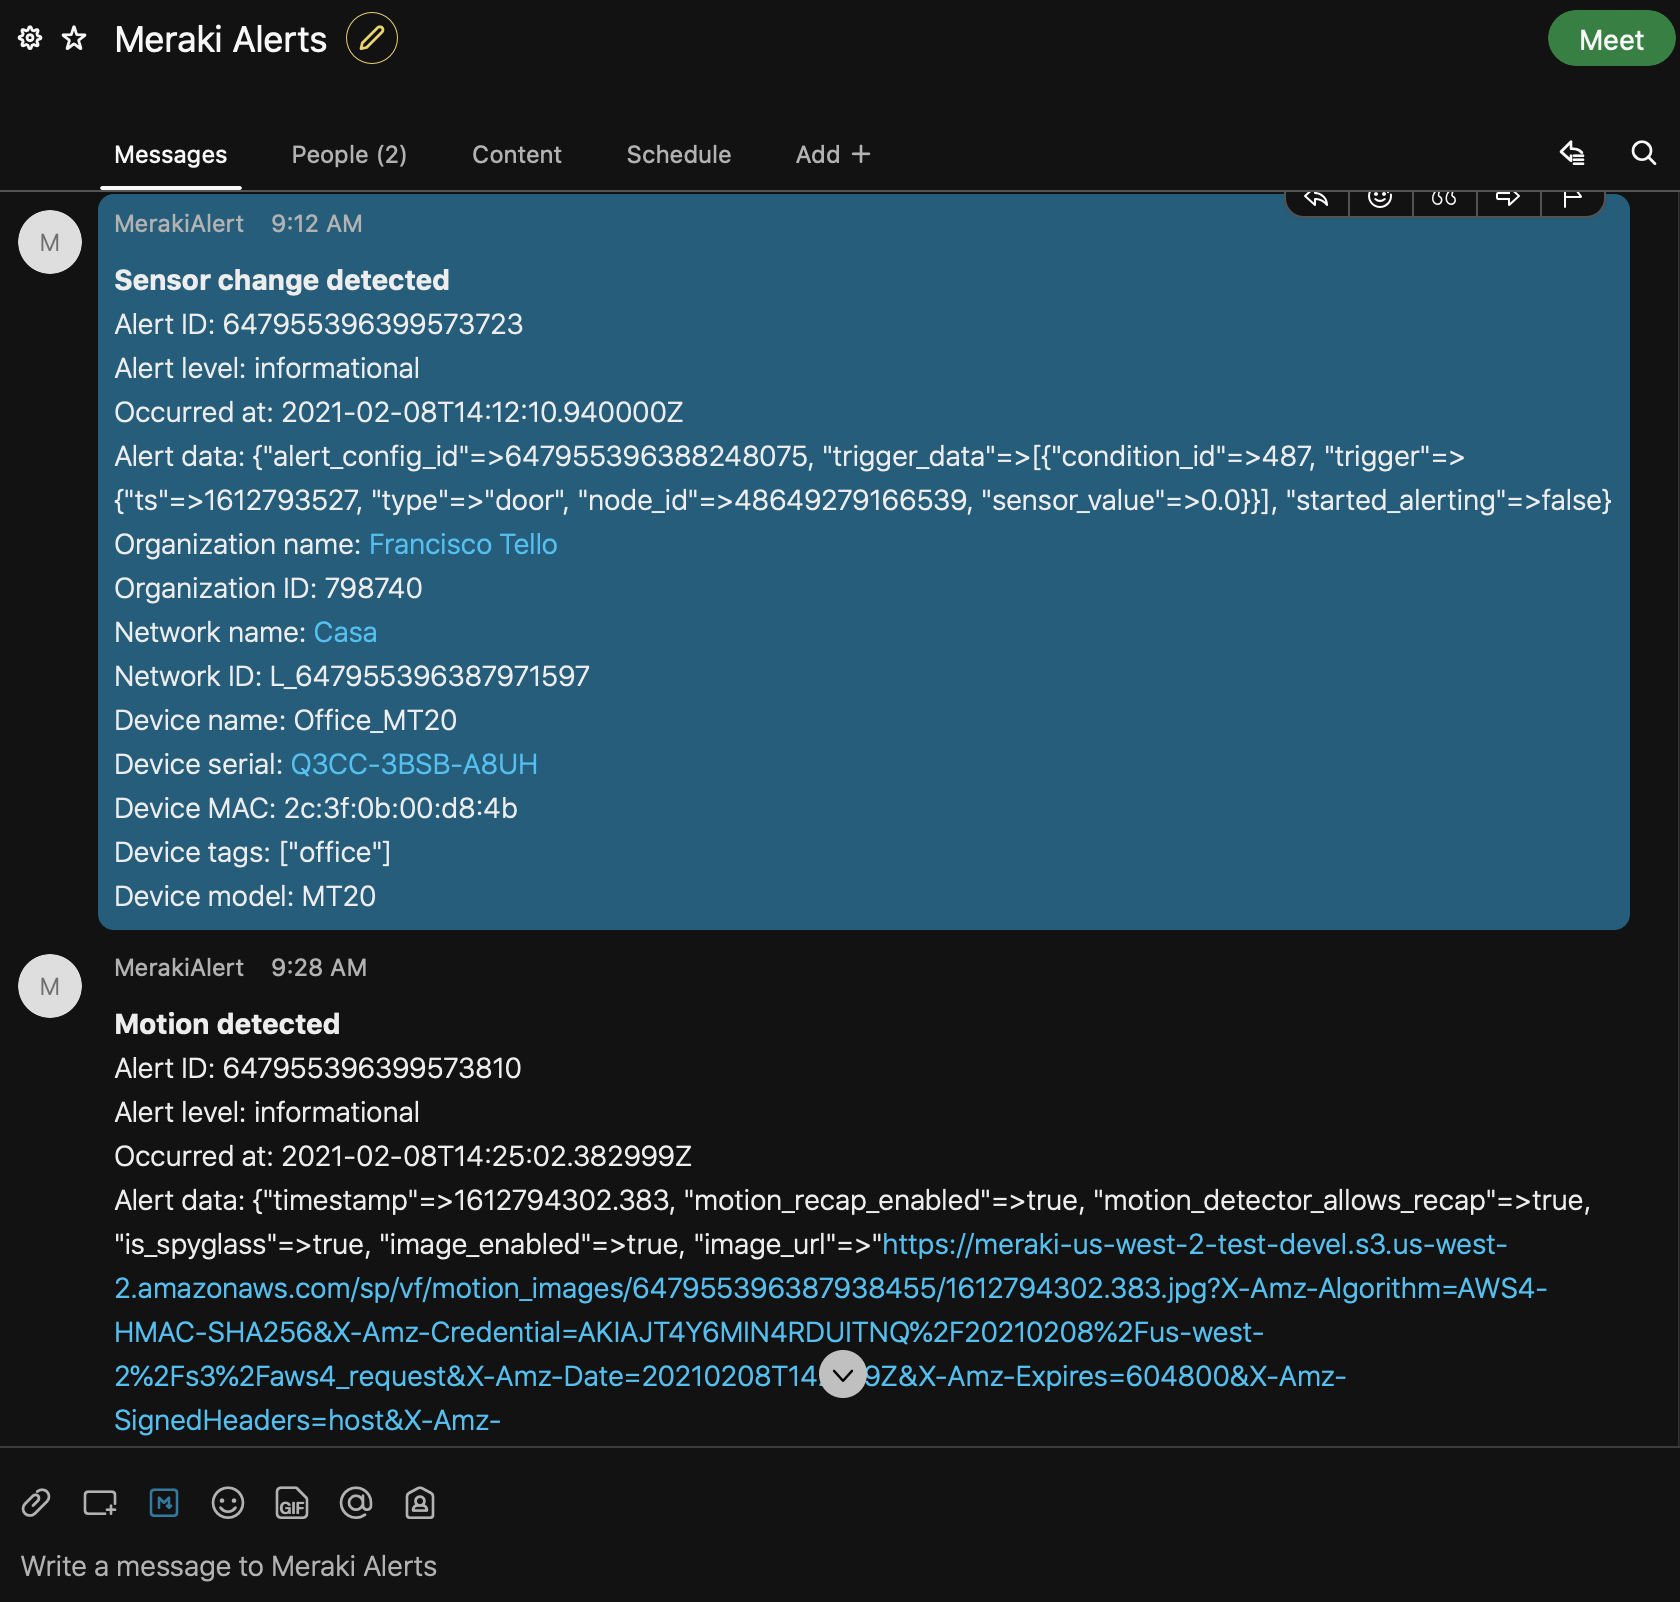 Meraki Alerts
Meet
Messages People (2) Content Schedule Add +
M
MerakiAlert 9:12 AM
Sensor change detected
Alert ID: 647955396399573723
Alert level: informational
Occurred at: 2021-02-08T14:12:10.940000Z
Alert data: {"alert_config_id"=>647955396388248075, "trigger_data"=>[{"condition_id"=>487, "trigger"=>
{"ts"=>1612793527, "type"=>"door", "node_id"=>48649279166539, "sensor_value"=>0.0}}], "started_alerting"=>false}
Organization name: Francisco Tello
Organization ID: 798740
Network name: Casa
Network ID: L_647955396387971597
Device name: Office_MT20
Device serial: Q3CC-3BSB-A8UH
Device MAC: 2c:3f:0b:00:d8:4b
Device tags: ["office"]
Device model: MT20
M
MerakiAlert 9:28 AM
Motion detected
Alert ID: 647955396399573810
Alert level: informational
Occurred at: 2021-02-08T14:25:02.382999Z
Alert data: {"timestamp"=>1612794302.383, "motion_recap_enabled"=>true, "motion_detector_allows_recap"=>true,
"is_spyglass"=>true, "image_enabled"=>true, "image_url"=>"https://meraki-us-west-2-test-devel.s3.us-west-
2.amazonaws.com/sp/vf/motion_images/647955396387938455/1612794302.383.jpg?X-Amz-Algorithm=AWS4-
HMAC-SHA256&X-Amz-Credential=AKIAJT4Y6MIN4RDUITNQ%2F20210208%2Fus-west-
2%2Fs3%2Faws4_request&X-Amz-Date=20210208T14 9Z&X-Amz-Expires=604800&X-Amz-
SignedHeaders=host&X-Amz-
M
GIF
Write a message to Meraki Alerts